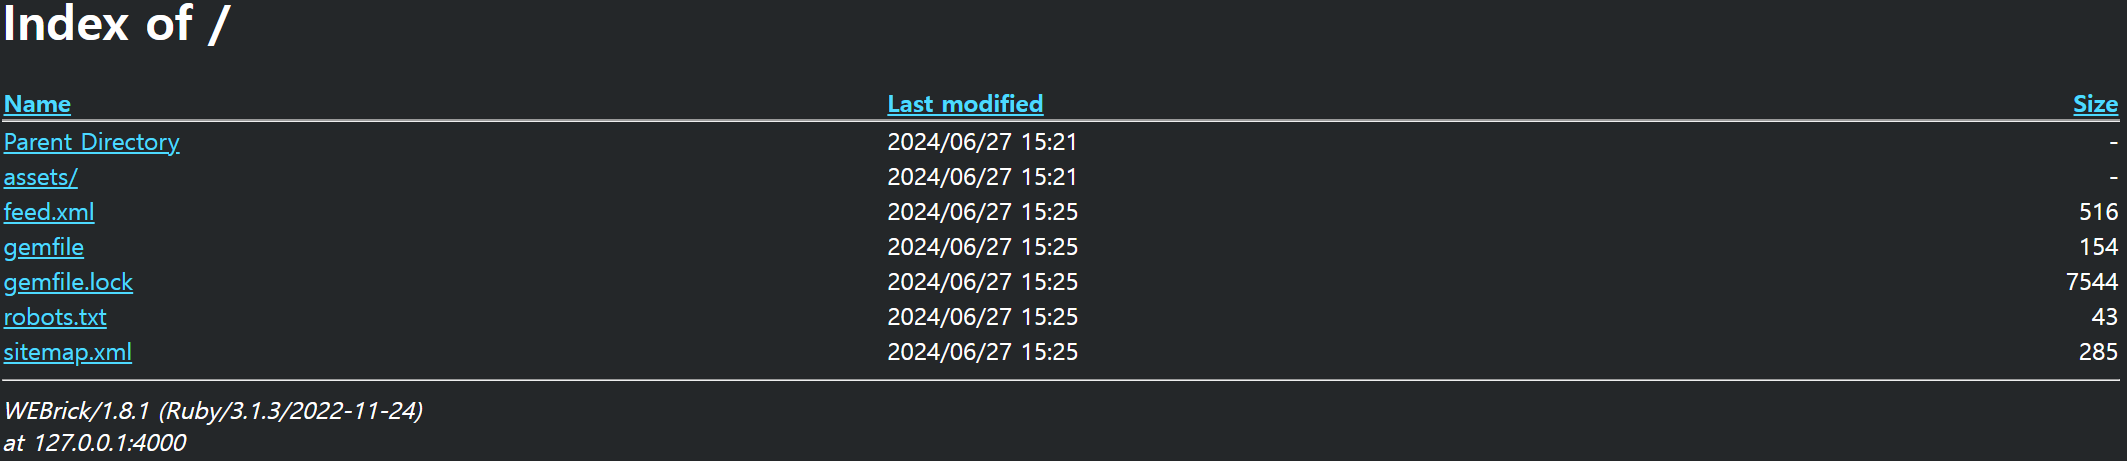 Index of /
Name Last modified Size
Parent Directory 2024/06/27 15:21 -
assets/ 2024/06/27 15:21 -
feed.xml 2024/06/27 15:25 516
gemfile 2024/06/27 15:25 154
gemfile.lock 2024/06/27 15:25 7544
robots.txt 2024/06/27 15:25 43
sitemap.xml 2024/06/27 15:25 285
WEBrick/1.8.1 (Ruby/3.1.3/2022-11-24)
at 127.0.0.1:4000